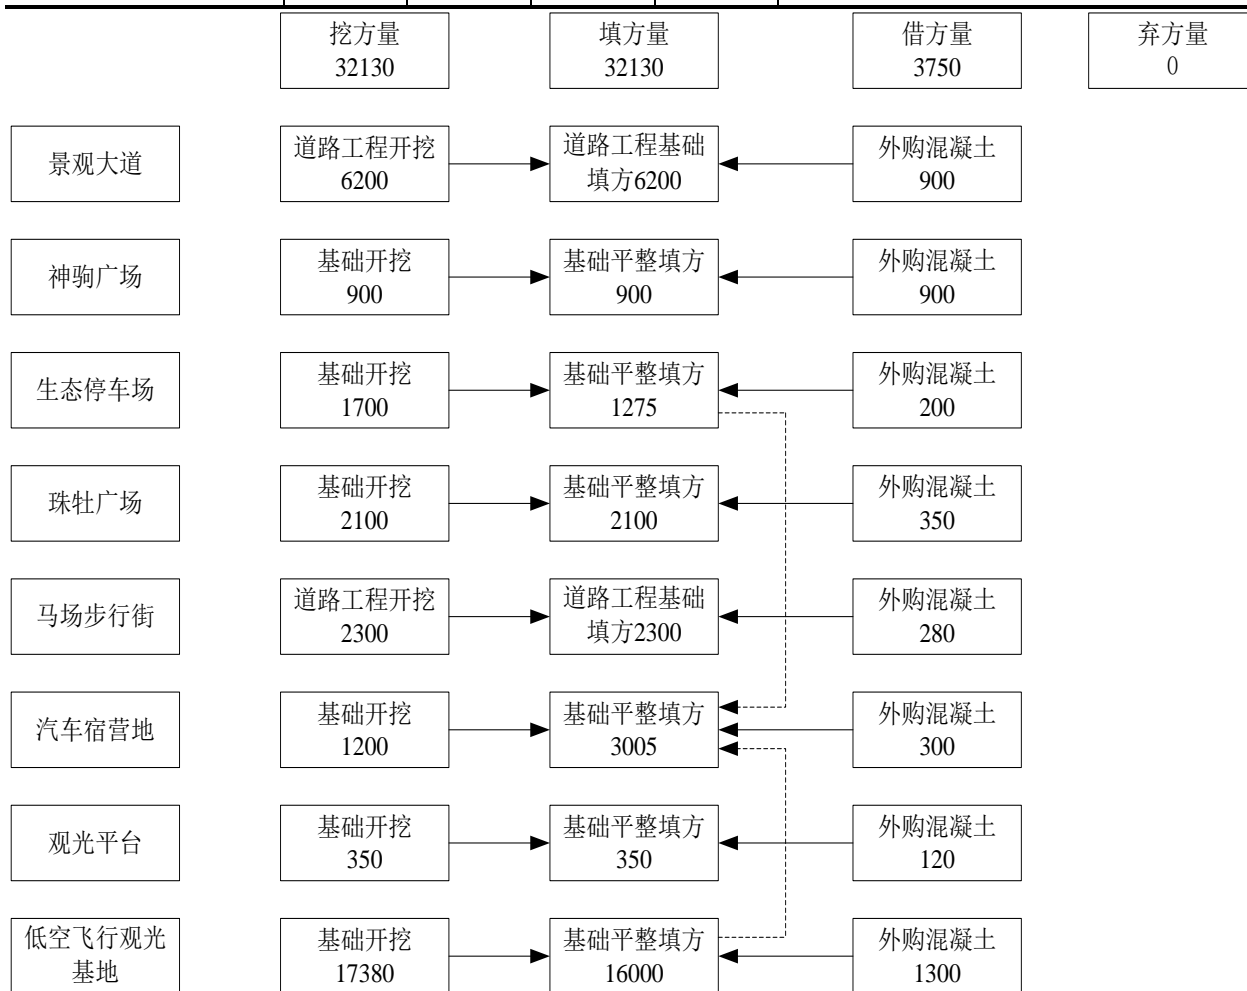 挖方量
32130
填方量
32130
借方量
3750
弃方量
0
景观大道
道路工程开挖
6200
道路工程基础
填方6200
外购混凝土
900
神驹广场
基础开挖
900
基础平整填方
900
外购混凝土
900
生态停车场
基础开挖
1700
基础平整填方
1275
外购混凝土
200
珠牡广场
基础开挖
2100
基础平整填方
2100
外购混凝土
350
马场步行街
道路工程开挖
2300
道路工程基础
填方2300
外购混凝土
280
汽车宿营地
基础开挖
1200
基础平整填方
3005
外购混凝土
300
观光平台
基础开挖
350
基础平整填方
350
外购混凝土
120
低空飞行观光
基地
基础开挖
17380
基础平整填方
16000
外购混凝土
1300